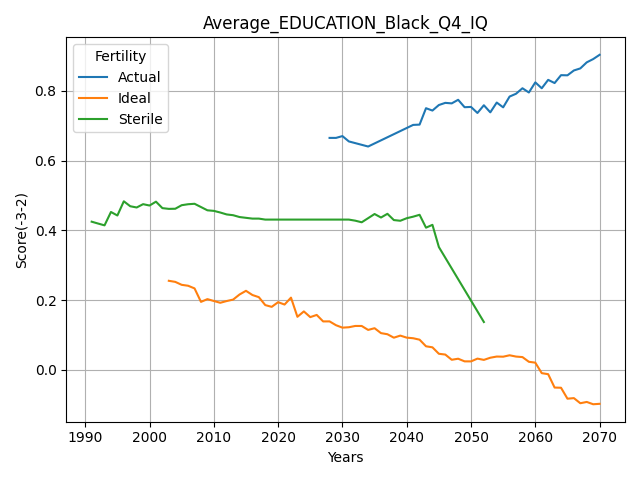 Average_EDUCATION_Black_Q4_IQ
Fertility
Actual
Ideal
Sterile
Score(-3-2)
0.8
0.6
0.4
0.2
0.0
1990 2000 2010 2020 2030 2040 2050 2060 2070
Years